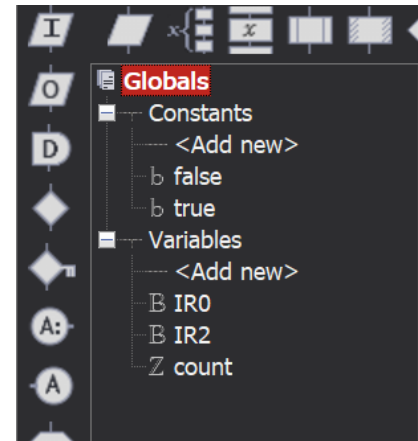 I
x{
x
O
Globals
Constants
D
<Add new>
b false
b true
Variables
<Add new>
A:
B IR0
B IR2
A
Z count